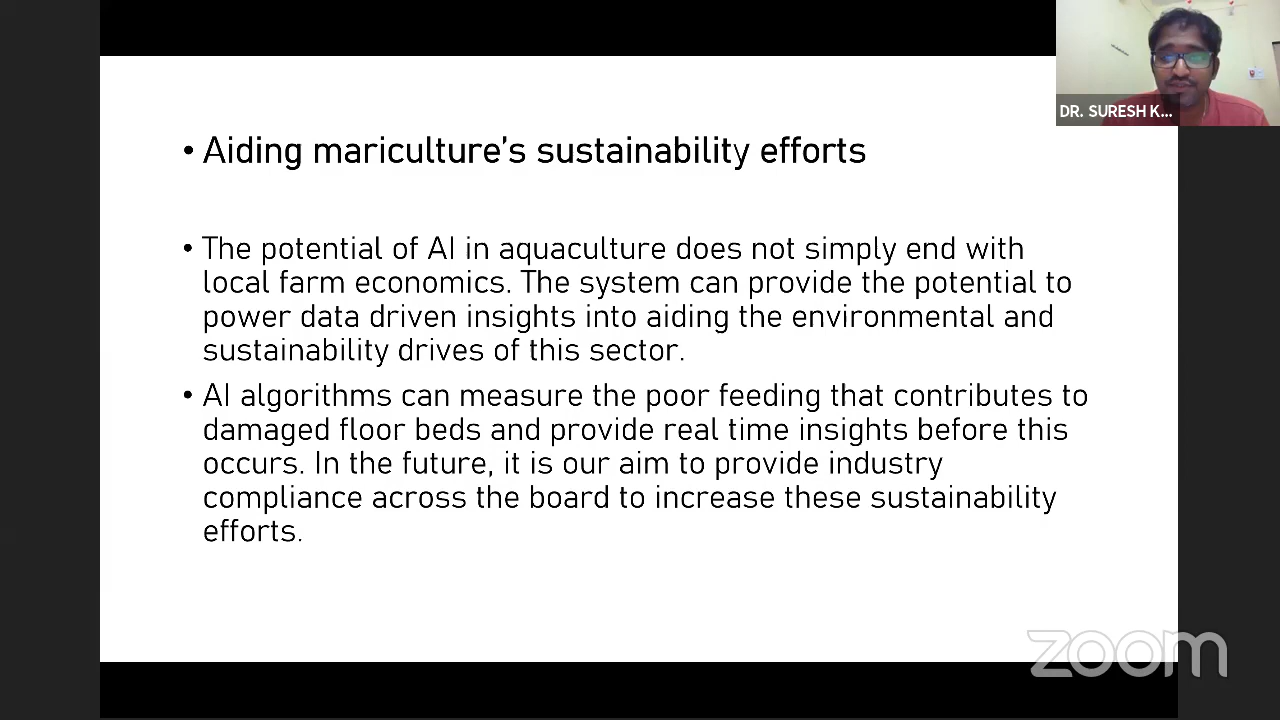 DR. SURESH K...
• Aiding mariculture's sustainability efforts
• The potential of AI in aquaculture does not simply end with
local farm economics. The system can provide the potential to
power data driven insights into aiding the environmental and
sustainability drives of this sector.
• AI algorithms can measure the poor feeding that contributes to
damaged floor beds and provide real time insights before this
occurs. In the future, it is our aim to provide industry
compliance across the board to increase these sustainability
efforts.
zoom